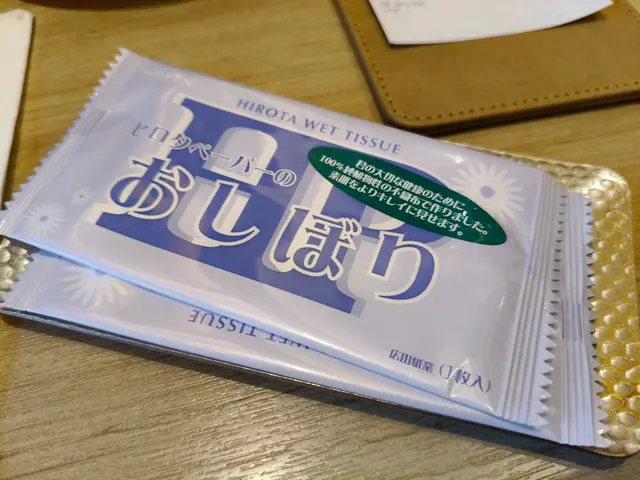 HIROTA WET TISSUE
ヒロタペーパーの
おしぼり
君の大切な健康のために、
100%純植物性の不織布で作りました。
素肌をよりキレイに見せます。
広田紙業（1枚入）
WET TISSUE